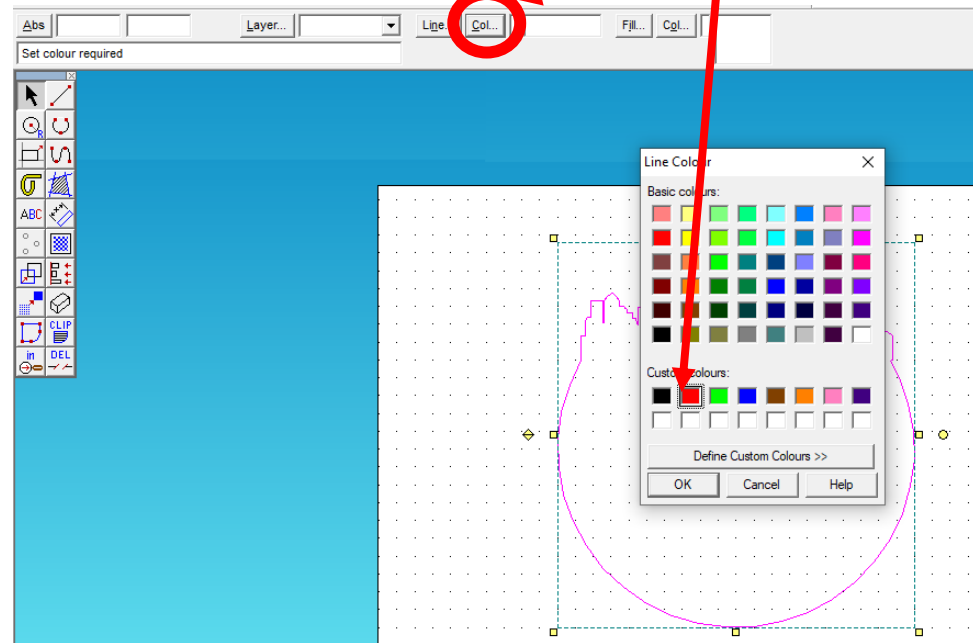 Abs Layer... Line... Col... Fill... Col...
Set colour required
R
ABC
CLIP
in DEL
Line Colour
Basic colours:
Custom colours:
Define Custom Colours >>
OK Cancel Help